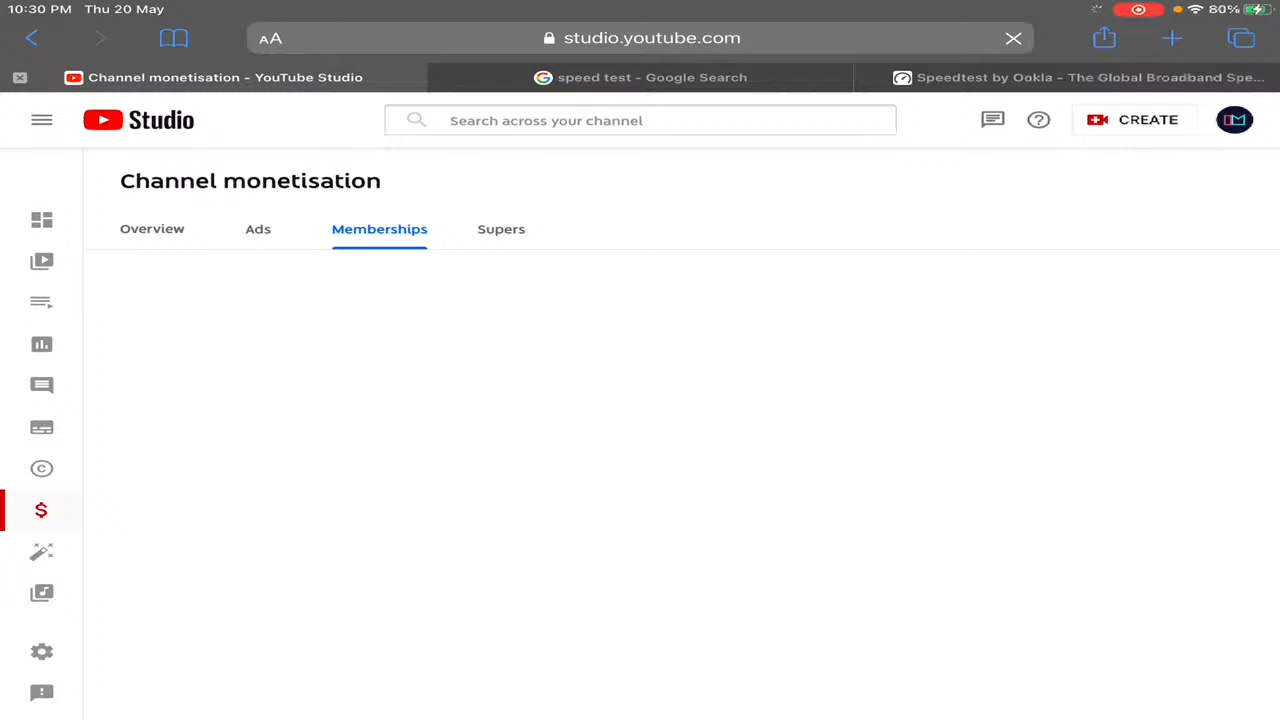 10:30 PM Thu 20 May
80%
AA
studio.youtube.com
Channel monetisation - YouTube Studio
speed test - Google Search
Speedtest by Ookla - The Global Broadband Spe...
Studio
Search across your channel
CREATE
Channel monetisation
Overview
Ads
Memberships
Supers